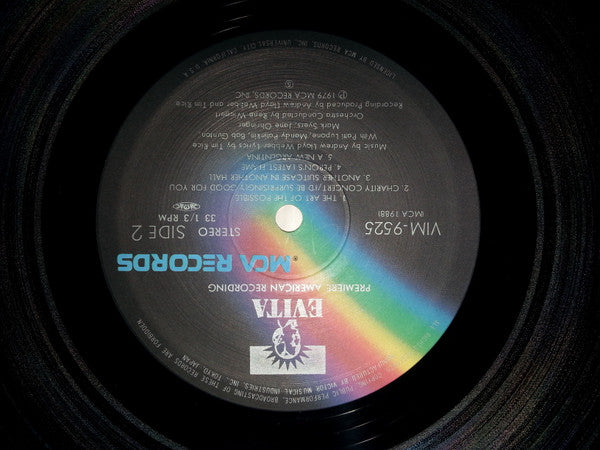 EVITA
PREMIERE AMERICAN RECORDING
MCA RECORDS®
STEREO
SIDE 2
33 1/3 RPM
VIM-9525
(MCA 1988)
1. THE ART OF THE POSSIBLE
2. CHARITY CONCERT/I'D BE SURPRISINGLY GOOD FOR YOU
3. ANOTHER SUITCASE IN ANOTHER HALL
4. PERON'S LATEST FLAME
5. A NEW ARGENTINA
Music by Andrew Lloyd Webber/Lyrics by Tim Rice
With Patti Lupone, Mandy Patinkin, Bob Gunton
Mark Syers, Jane Ohringer
Orchestra Conducted by Rene Wiegert
Recording Produced by Andrew Lloyd Webber and Tim Rice
Ⓟ 1979 MCA RECORDS, INC.
COPYING, PUBLIC PERFORMANCE, BROADCASTING OF THESE RECORDS ARE FORBIDDEN
MANUFACTURED BY VICTOR MUSICAL INDUSTRIES, INC. TOKYO, JAPAN
LICENSED BY MCA RECORDS, INC. UNIVERSAL CITY, CALIFORNIA, U.S.A.